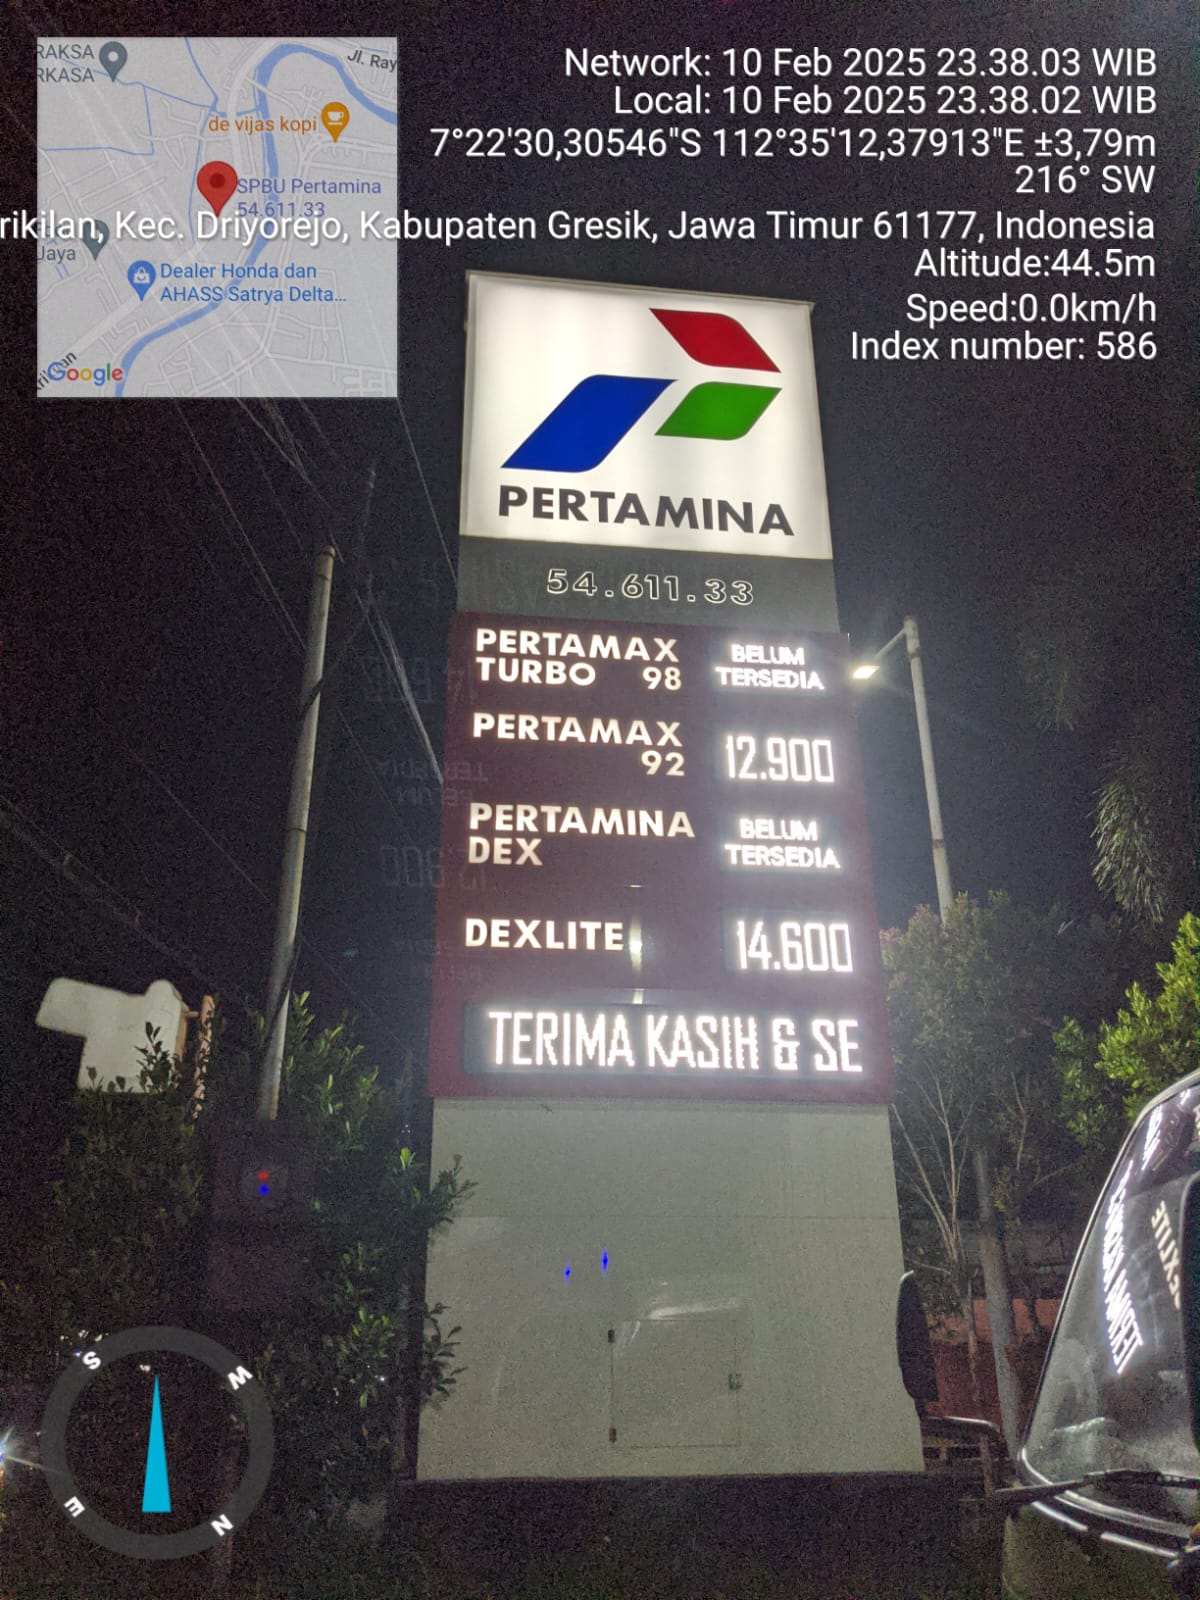 Network: 10 Feb 2025 23.38.03 WIB
Local: 10 Feb 2025 23.38.02 WIB
7°22'30,30546"S 112°35'12,37913"E ±3,79m
216° SW
rikilan, Kec. Driyorejo, Kabupaten Gresik, Jawa Timur 61177, Indonesia
Altitude:44.5m
Speed:0.0km/h
Index number: 586
RAKSA
RKASA
Jl. Ray
de vijas kopi
SPBU Pertamina
54.611.33
Jaya
Dealer Honda dan
AHASS Satrya Delta...
Google
PERTAMINA
54.611.33
PERTAMAX
TURBO 98
BELUM
TERSEDIA
PERTAMAX
92
12.900
PERTAMINA
DEX
BELUM
TERSEDIA
DEXLITE
14.600
TERIMA KASIH & SE
S
W
E
N